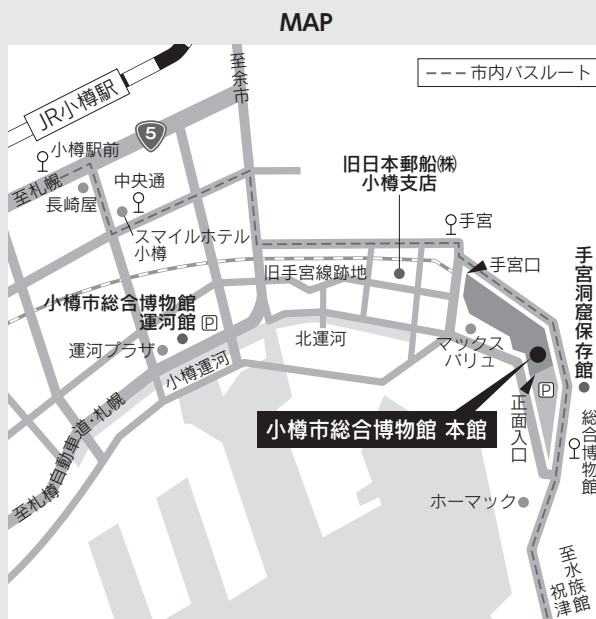 MAP
市内バスルート
至余市
JR小樽駅
5
小樽駅前
至札幌
長崎屋
中央通
スマイルホテル
小樽
旧日本郵船㈱
小樽支店
手宮
手宮口
旧手宮線跡地
小樽市総合博物館
運河館
P
運河プラザ
小樽運河
北運河
マックス
バリュ
手宮洞窟保存館
P
正面入口
総合博物館
小樽市総合博物館 本館
至札樽自動車道・札幌
ホーマック
至水族館
祝津